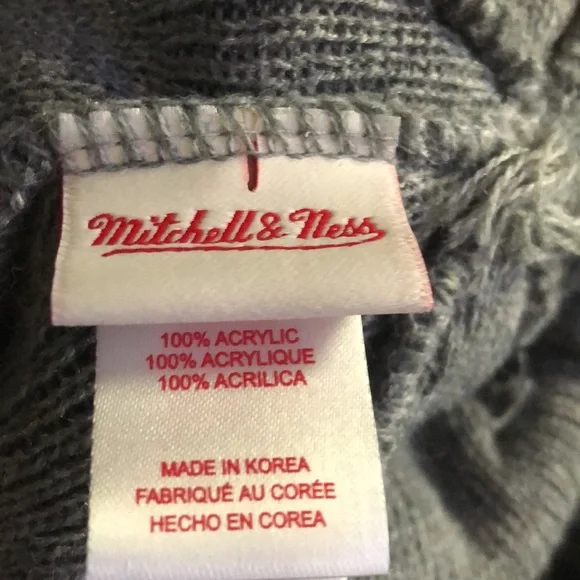 Mitchell & Ness
100% ACRYLIC
100% ACRYLIQUE
100% ACRILICA
MADE IN KOREA
FABRIQUÉ AU CORÉE
HECHO EN COREA